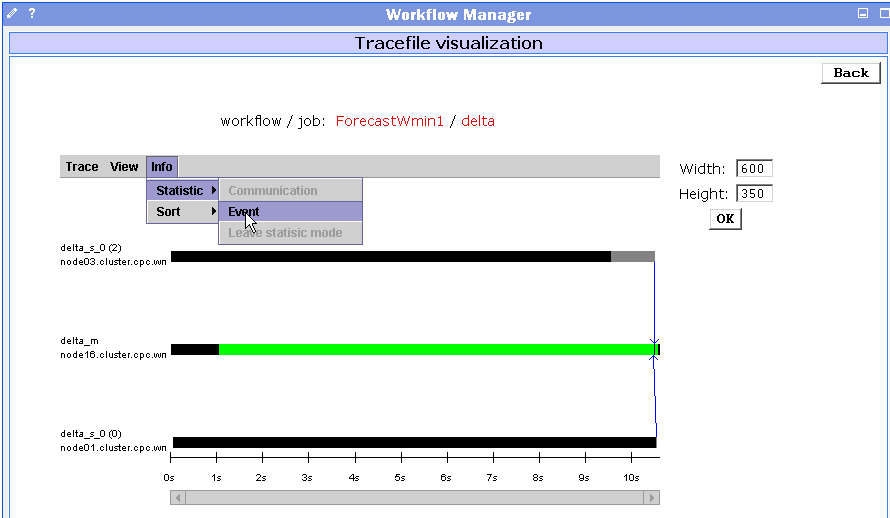 ? Workflow Manager
Tracefile visualization
Back
workflow / job: ForecastWmin1 / delta
Trace View Info
Width: 600
Statistic Communication
Height: 350
Sort Event
OK
Leave statisic mode
delta_s_0 (2)
node03.cluster.cpc.wn
delta_m
node16.cluster.cpc.wn
delta_s_0 (0)
node01.cluster.cpc.wn
0s 1s 2s 3s 4s 5s 6s 7s 8s 9s 10s